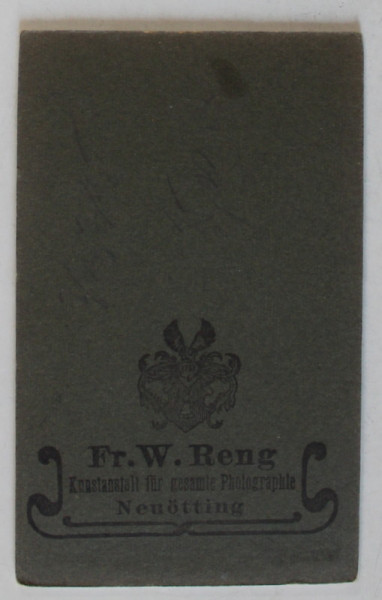 Fr. W. Reng
Kunstanstalt für gesamte Photographie
Neuötting